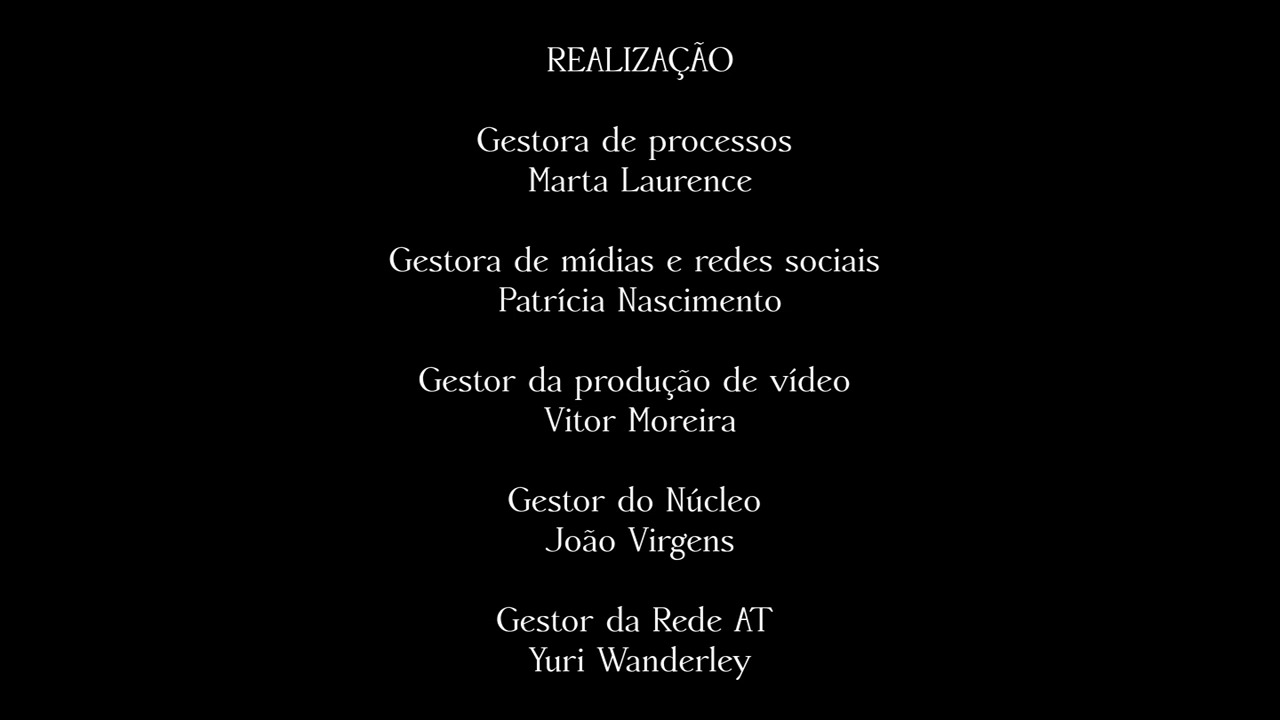 REALIZAÇÃO
Gestora de processos
Marta Laurence
Gestora de mídias e redes sociais
Patrícia Nascimento
Gestor da produção de vídeo
Vitor Moreira
Gestor do Núcleo
João Virgens
Gestor da Rede AT
Yuri Wanderley